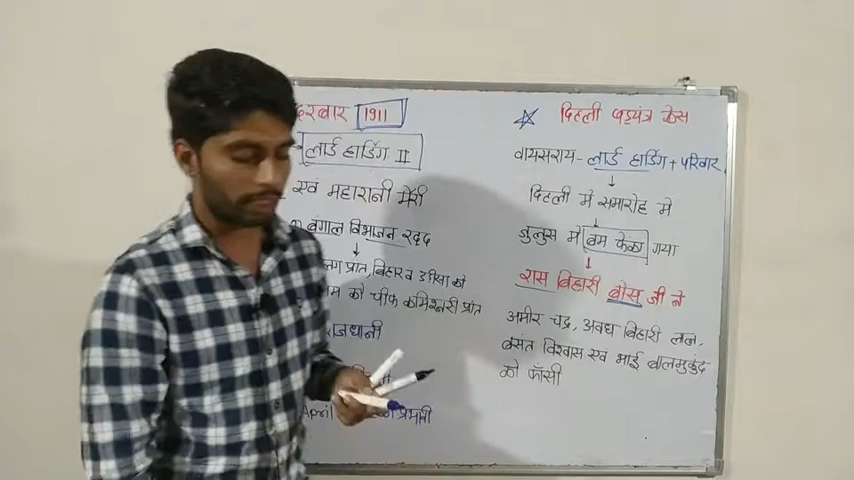 दरबार 1911
लार्ड हार्डिंग II
एवं महारानी मैरी
बंगाल विभाजन रद्द
प्रांत, बिहार व उड़ीसा को
को चीफ कमिश्नरी प्रांत
राजधानी
April
दिल्ली षड्यंत्र केस
वायसराय - लार्ड हार्डिंग + परिवार
दिल्ली में समारोह में
जुलुस में बम फेंका गया
रास बिहारी बोस जी ने
अमीर चन्द्र, अवध बिहारी लाल,
बसंत विश्वास एवं भाई बालमुकुंद
को फाँसी